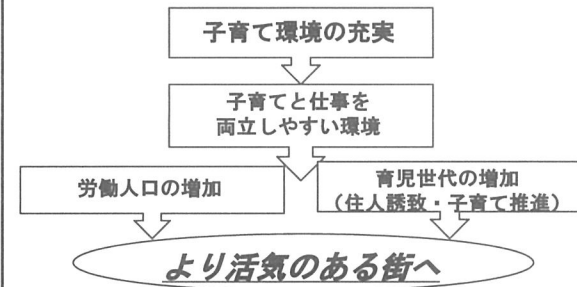 子育て環境の充実
子育てと仕事を
両立しやすい環境
労働人口の増加
育児世代の増加
（住人誘致・子育て推進）
より活気のある街へ